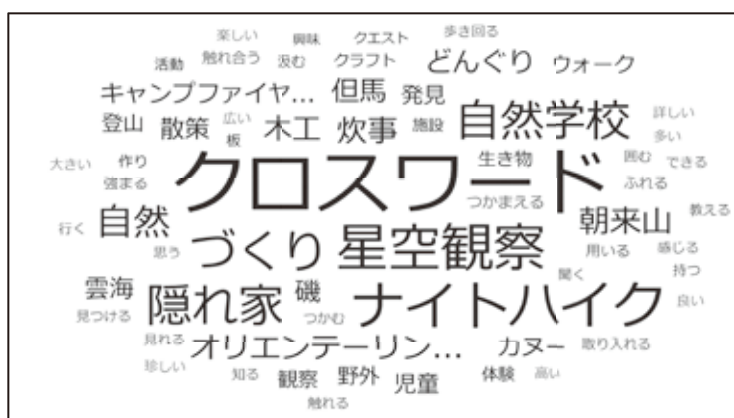 楽しい 興味 クエスト 歩き回る
活動 触れ合う 汲む クラフト どんぐり ウォーク
キャンプファイヤ... 但馬 発見
登山 散策 広い 板 木工 炊事 施設 自然学校 詳しい 多い
大きい 作り 強まる クロスワード 生き物 つかまえる 囲む できる ふれる
行く 自然 思う づくり 星空観察 朝来山 用いる 教える 感じる
雲海 見つける 隠れ家 磯 つかむ ナイトハイク 聞く 持つ 良い
見れる オリエンテーリン... カヌー 取り入れる
珍しい 知る 観察 野外 児童 体験 高い
触れる